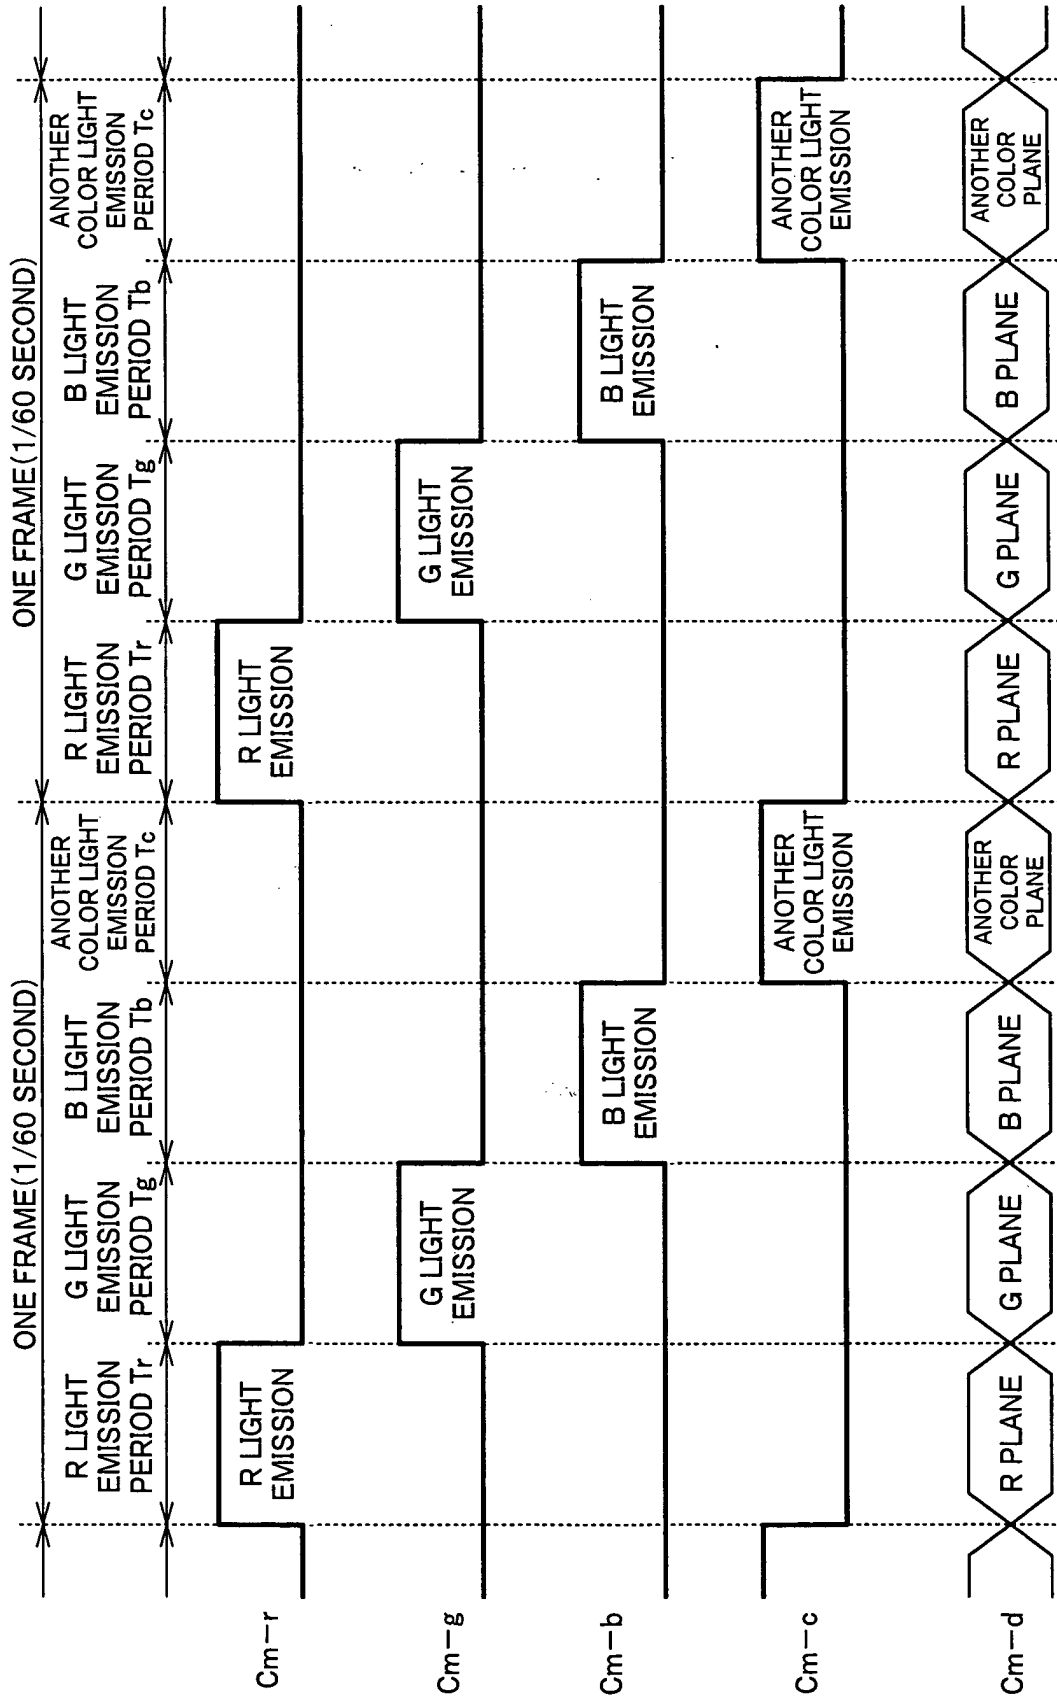 ONE FRAME(1/60 SECOND)
ONE FRAME(1/60 SECOND)
R LIGHT
EMISSION
PERIOD Tr
G LIGHT
EMISSION
PERIOD Tg
B LIGHT
EMISSION
PERIOD Tb
ANOTHER
COLOR LIGHT
EMISSION
PERIOD Tc
R LIGHT
EMISSION
PERIOD Tr
G LIGHT
EMISSION
PERIOD Tg
B LIGHT
EMISSION
PERIOD Tb
ANOTHER
COLOR LIGHT
EMISSION
PERIOD Tc
Cm-r
R LIGHT
EMISSION
R LIGHT
EMISSION
Cm-g
G LIGHT
EMISSION
G LIGHT
EMISSION
Cm-b
B LIGHT
EMISSION
B LIGHT
EMISSION
Cm-c
ANOTHER
COLOR LIGHT
EMISSION
ANOTHER
COLOR LIGHT
EMISSION
Cm-d
R PLANE
G PLANE
B PLANE
ANOTHER
COLOR
PLANE
R PLANE
G PLANE
B PLANE
ANOTHER
COLOR
PLANE